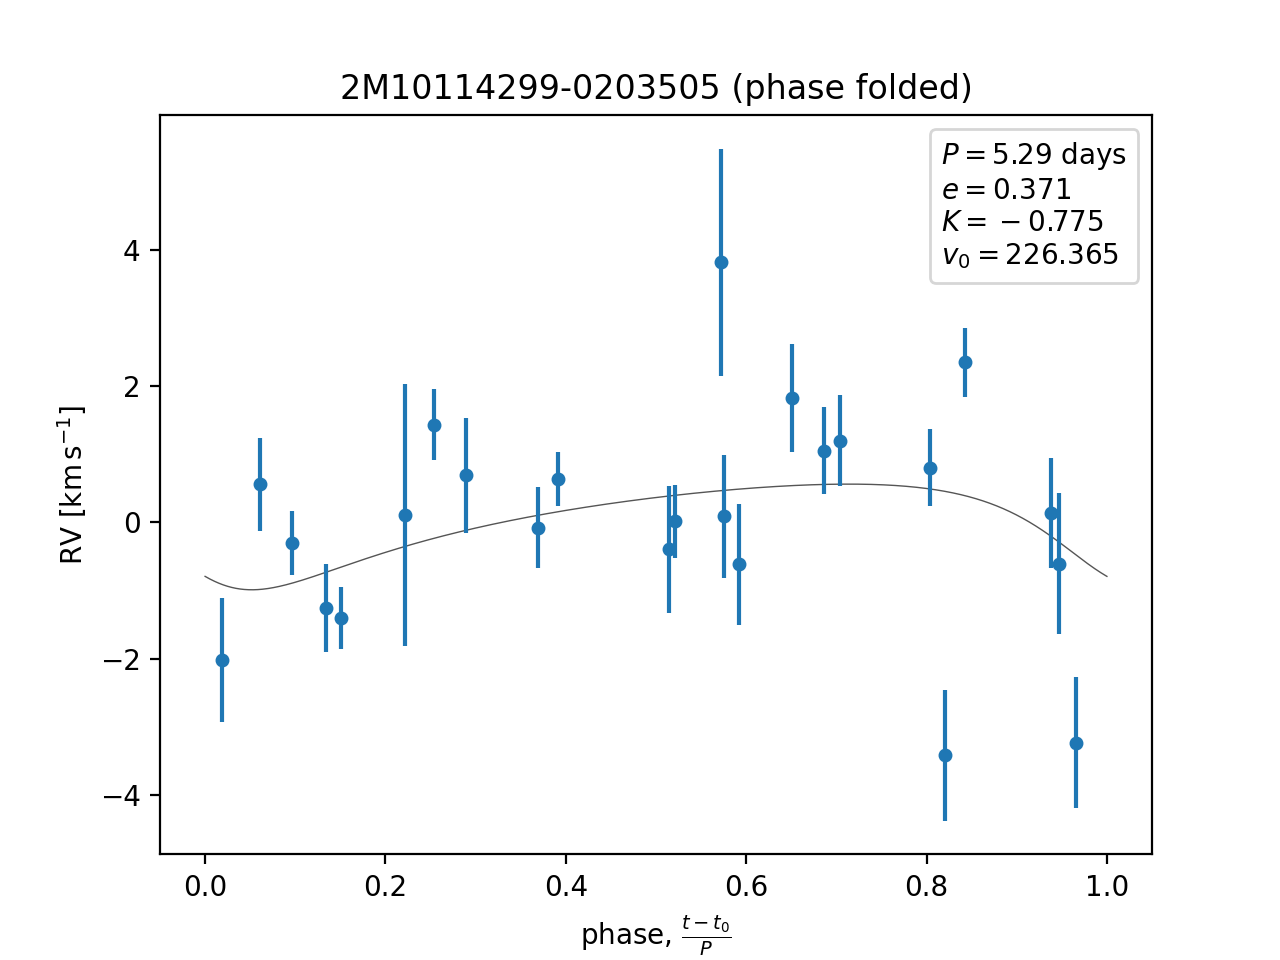 2M10114299-0203505 (phase folded)
P = 5.29 days
e = 0.371
K = −0.775
v₀ = 226.365
RV [km s⁻¹]
4
2
0
−2
−4
0.0 0.2 0.4 0.6 0.8 1.0
phase, (t − t₀)/P